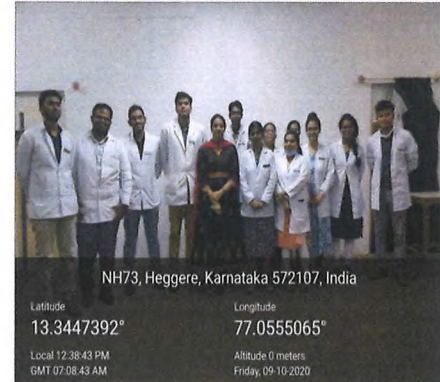 NH73, Heggere, Karnataka 572107, India
Latitude
Longitude
13.3447392°
77.0555065°
Local 12:38:43 PM
Altitude 0 meters
GMT 07:08:43 AM
Friday, 09-10-2020